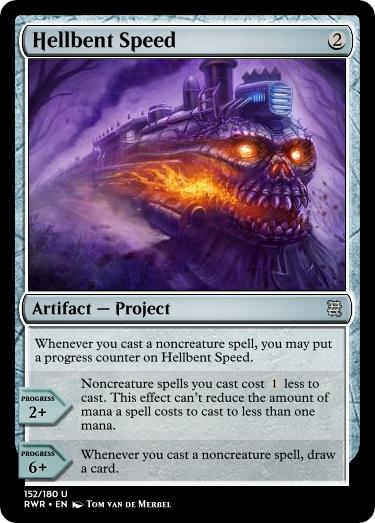 Hellbent Speed 2
Artifact — Project
Whenever you cast a noncreature spell, you may put
a progress counter on Hellbent Speed.
PROGRESS
2+
Noncreature spells you cast cost 1 less to
cast. This effect can't reduce the amount of
mana a spell costs to cast to less than one
mana.
PROGRESS
6+
Whenever you cast a noncreature spell, draw
a card.
152/180 U
RWR • EN Tom van de Merbel